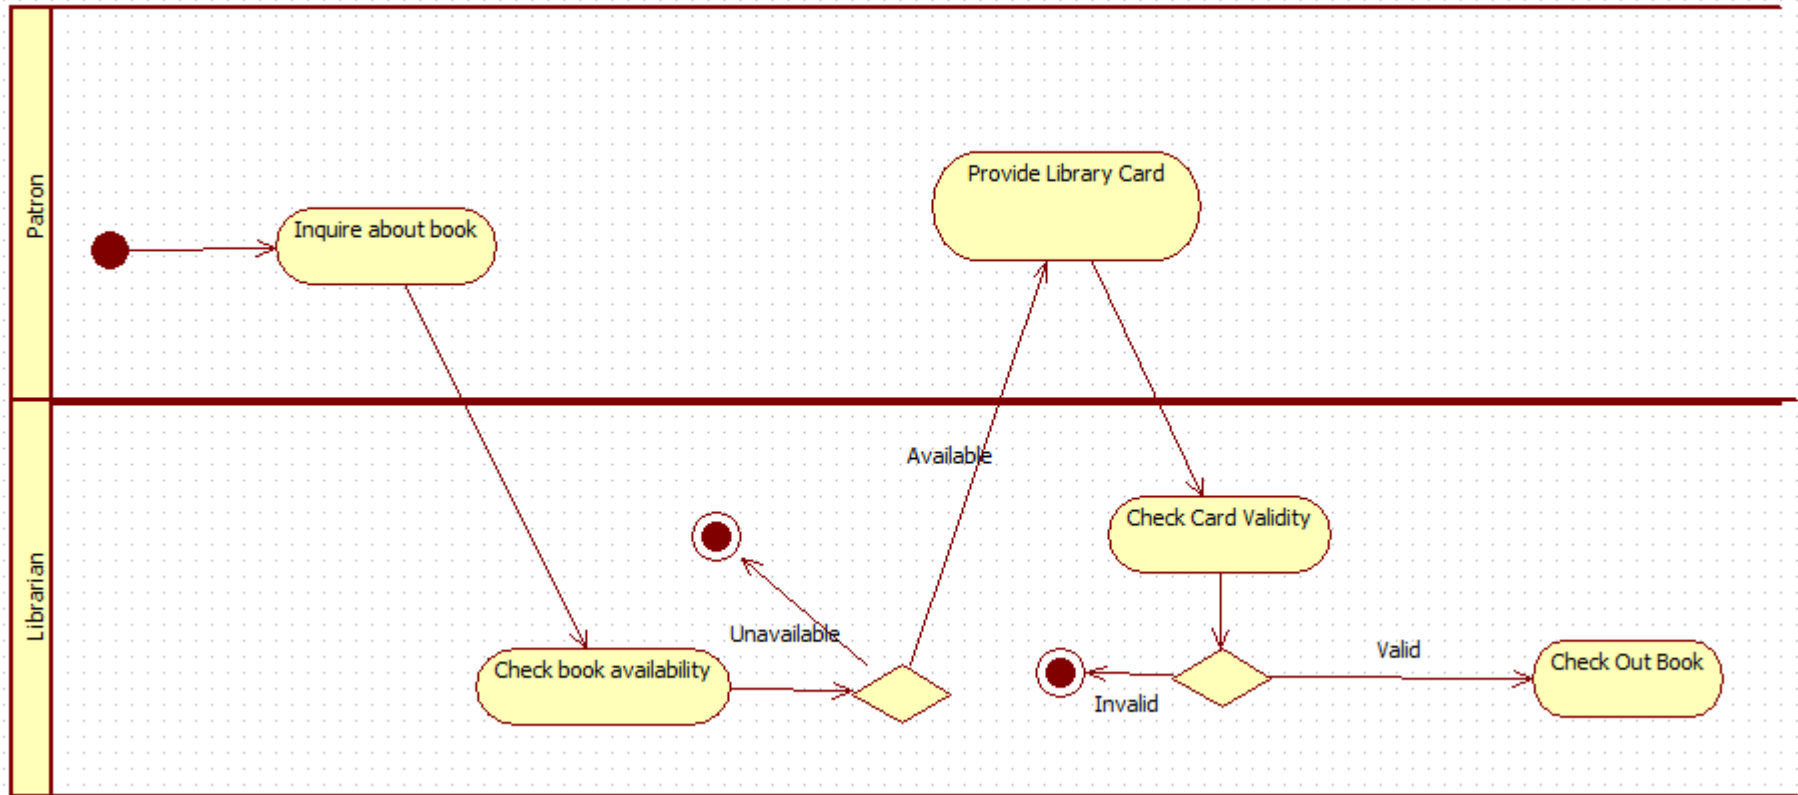 Patron
Inquire about book
Provide Library Card
Librarian
Available
Check Card Validity
Unavailable
Check book availability
Valid
Invalid
Check Out Book